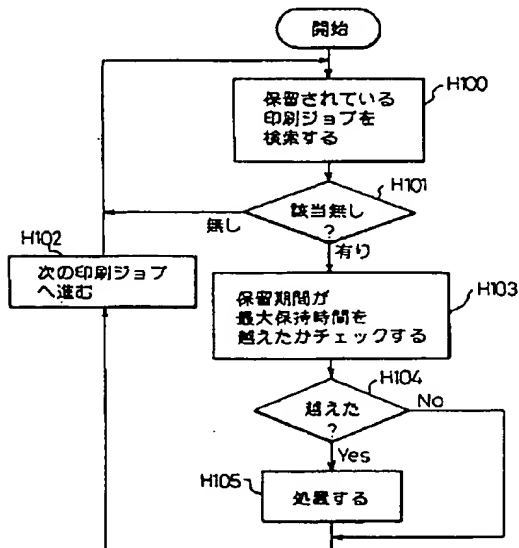 開始
H100
保留されている
印刷ジョブを
検索する
H101
該当無し
?
無し
有り
H102
次の印刷ジョブ
へ進む
H103
保留期間が
最大保持時間を
越えたかチェックする
H104
越えた
?
No
Yes
H105
処置する